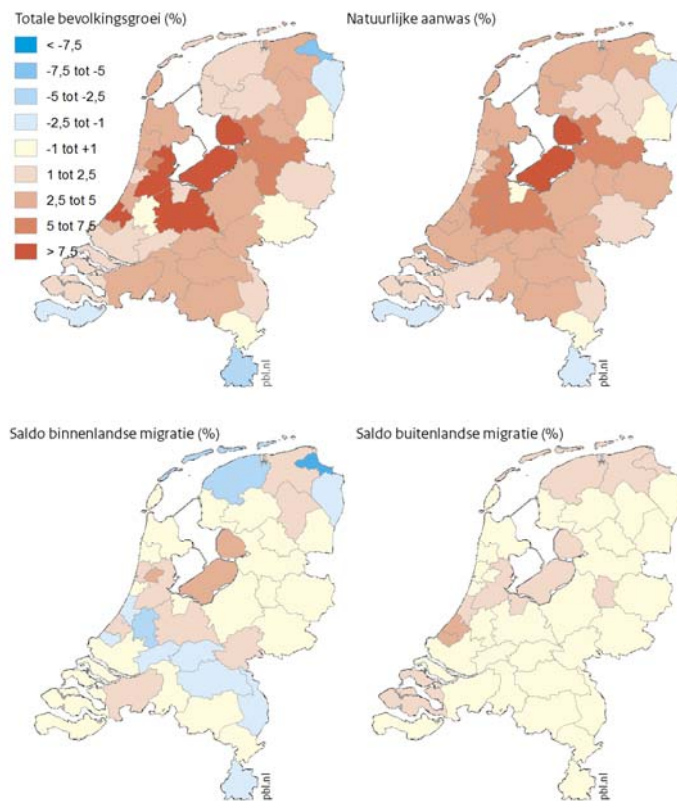 Totale bevolkingsgroei (%)
< -7,5
-7,5 tot -5
-5 tot -2,5
-2,5 tot -1
-1 tot +1
1 tot 2,5
2,5 tot 5
5 tot 7,5
> 7,5
pbl.nl
Natuurlijke aanwas (%)
pbl.nl
Saldo binnenlandse migratie (%)
pbl.nl
Saldo buitenlandse migratie (%)
pbl.nl